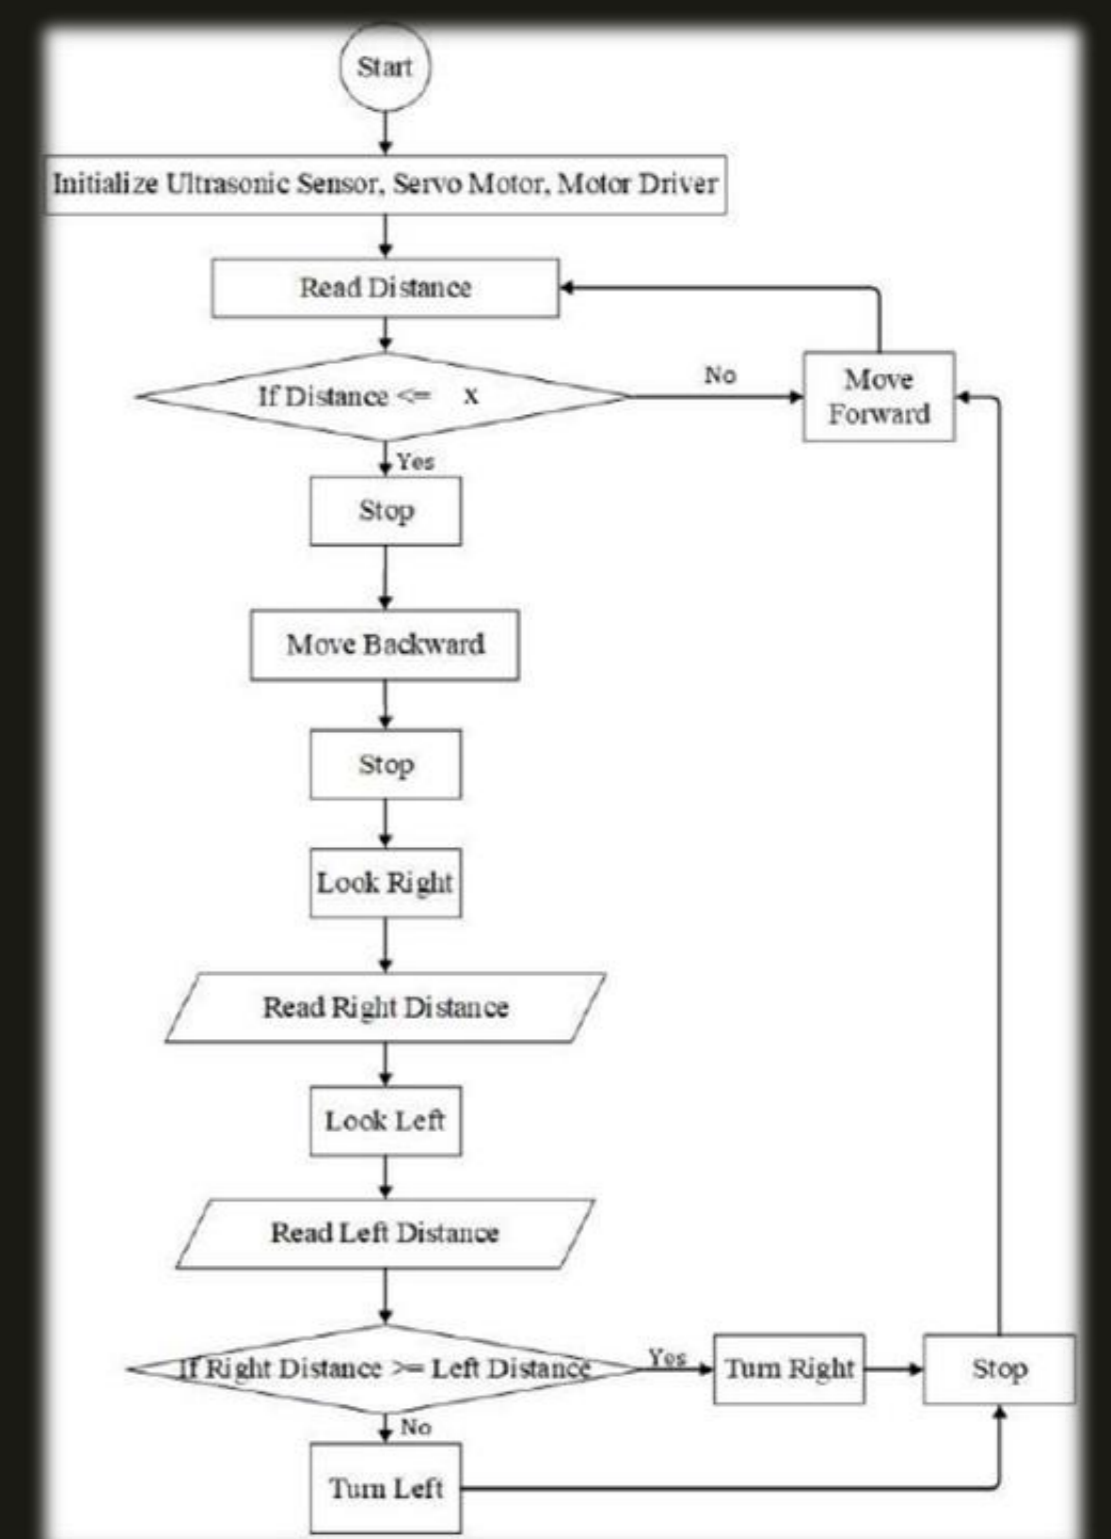 Start
Initialize Ultrasonic Sensor, Servo Motor, Motor Driver
Read Distance
If Distance <= x
No
Move
Forward
Yes
Stop
Move Backward
Stop
Look Right
Read Right Distance
Look Left
Read Left Distance
If Right Distance >= Left Distance
Yes
Turn Right
Stop
No
Turn Left